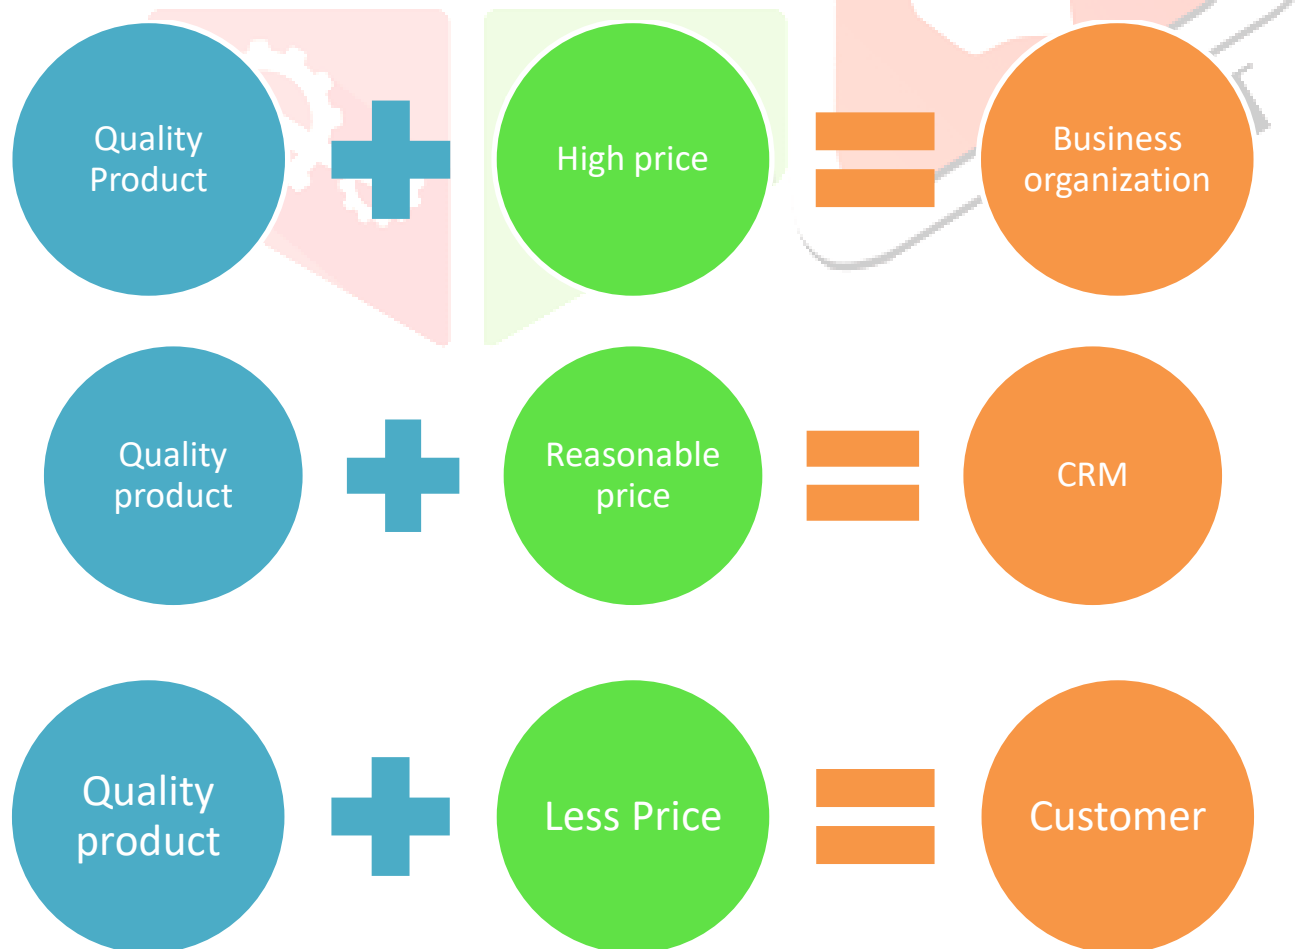 Quality
Product
High price
Business
organization
Quality
product
Reasonable
price
CRM
Quality
product
Less Price
Customer